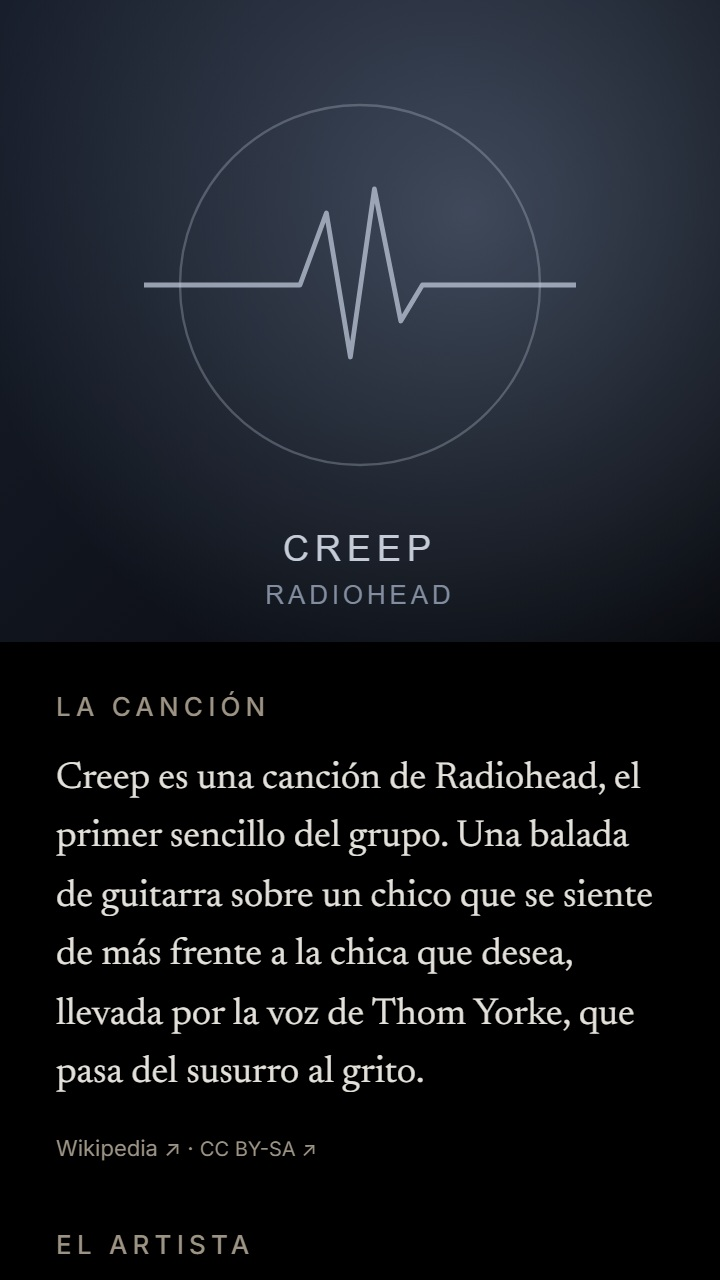 CREEP
RADIOHEAD
LA CANCIÓN
Creep es una canción de Radiohead, el
primer sencillo del grupo. Una balada
de guitarra sobre un chico que se siente
de más frente a la chica que desea,
llevada por la voz de Thom Yorke, que
pasa del susurro al grito.
Wikipedia ↗ · CC BY-SA ↗
EL ARTISTA